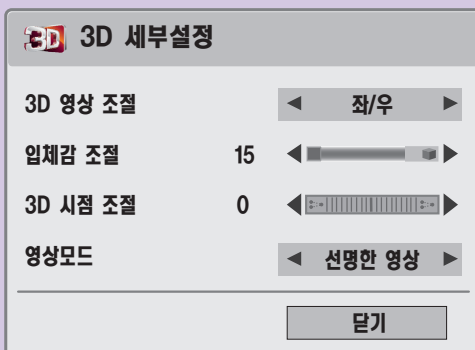 3D 3D 세부설정
3D 영상 조절 ◀ 좌/우 ▶
입체감 조절 15
3D 시점 조절 0
영상모드 ◀ 선명한 영상 ▶
닫기